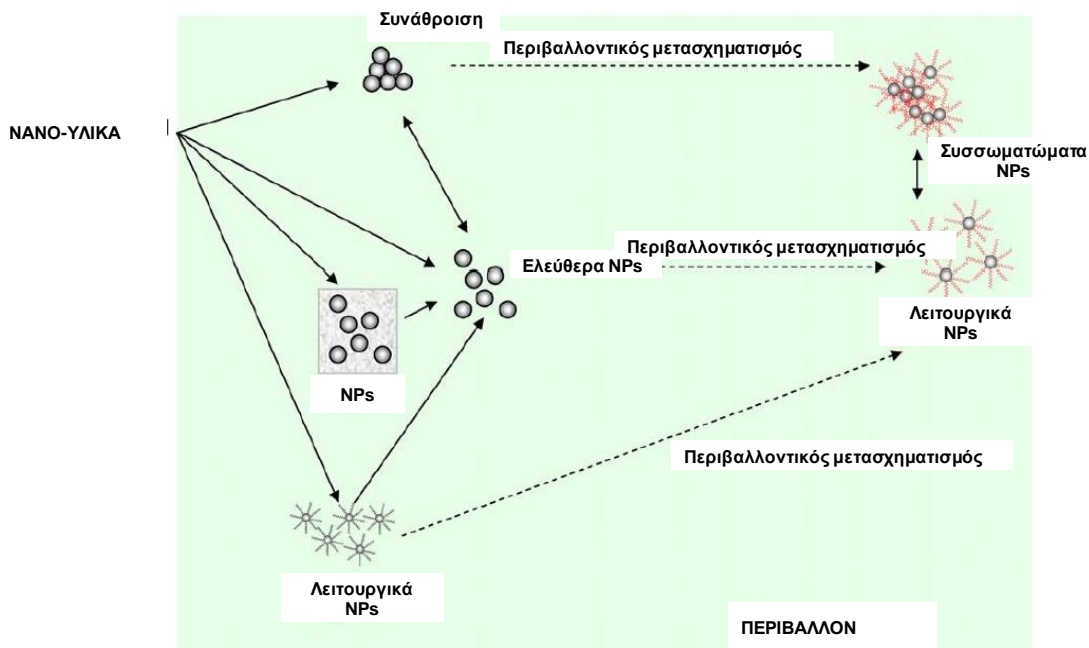 Συνάθροιση
Περιβαλλοντικός μετασχηματισμός
ΝΑΝΟ-ΥΛΙΚΑ
Συσσωματώματα
NPs
Περιβαλλοντικός μετασχηματισμός
Ελεύθερα NPs
Λειτουργικά
NPs
NPs
Περιβαλλοντικός μετασχηματισμός
Λειτουργικά
NPs
ΠΕΡΙΒΑΛΛΟΝ